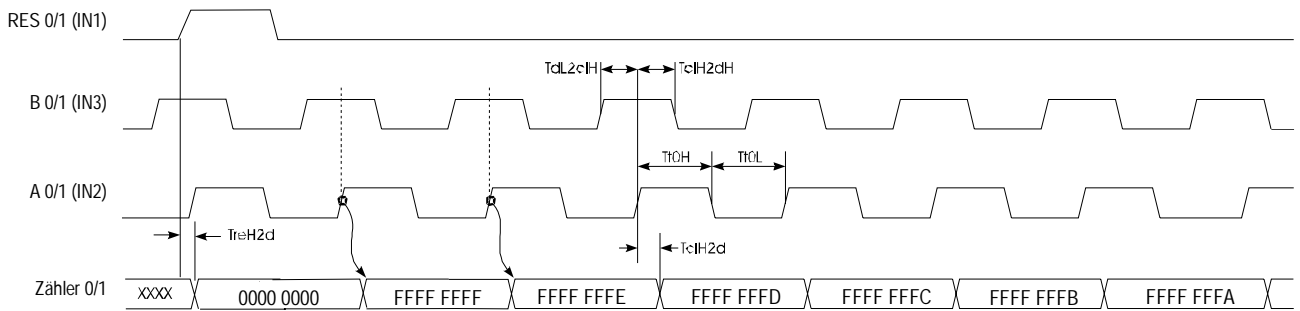 RES 0/1 (IN1)
TdL2clH
TclH2dH
B 0/1 (IN3)
Tt0H
Tt0L
A 0/1 (IN2)
TreH2d
TclH2d
Zähler 0/1
XXXX
0000 0000
FFFF FFFF
FFFF FFFE
FFFF FFFD
FFFF FFFC
FFFF FFFB
FFFF FFFA